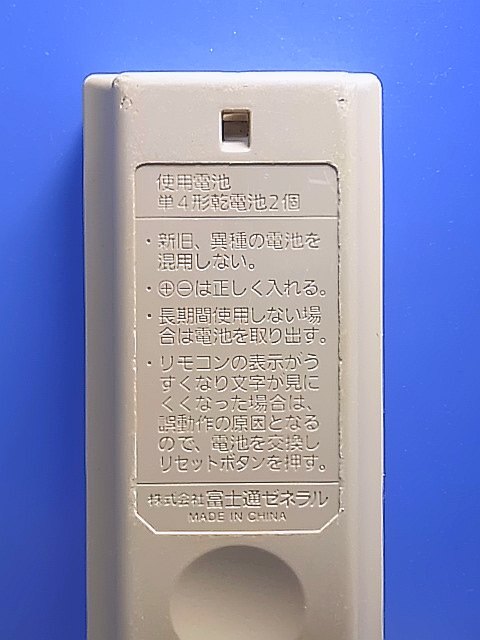 使用電池
単4形乾電池2個
・新旧、異種の電池を
混用しない。
・⊕⊖は正しく入れる。
・長期間使用しない場
合は電池を取り出す。
・リモコンの表示がう
すくなり文字が見に
くくなった場合は、
誤動作の原因となる
ので、電池を交換し
リセットボタンを押す。
株式会社富士通ゼネラル
MADE IN CHINA